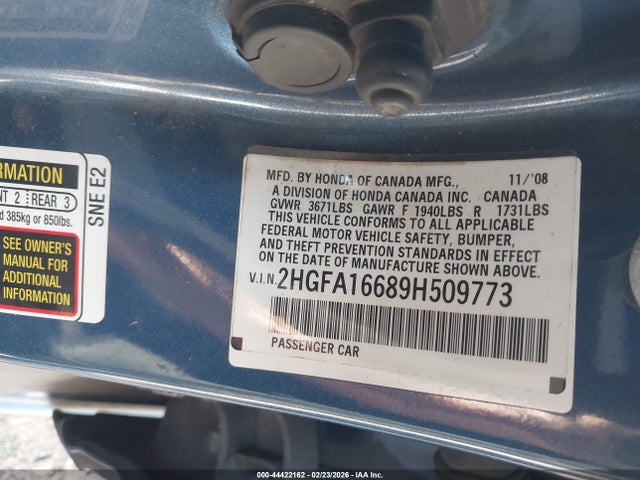 RMATION
NT 2 REAR 3
d 385kg or 850lbs.
SEE OWNER'S
MANUAL FOR
ADDITIONAL
INFORMATION
SNE E2
MFD. BY HONDA OF CANADA MFG., 11/'08
A DIVISION OF HONDA CANADA INC. CANADA
GVWR 3671LBS GAWR F 1940LBS R 1731LBS
THIS VEHICLE CONFORMS TO ALL APPLICABLE
FEDERAL MOTOR VEHICLE SAFETY, BUMPER,
AND THEFT PREVENTION STANDARDS IN EFFECT
ON THE DATE OF MANUFACTURE SHOWN ABOVE.
V.I.N. 2HGFA16689H509773
PASSENGER CAR
000-44422162 - 02/23/2026 - IAA Inc.